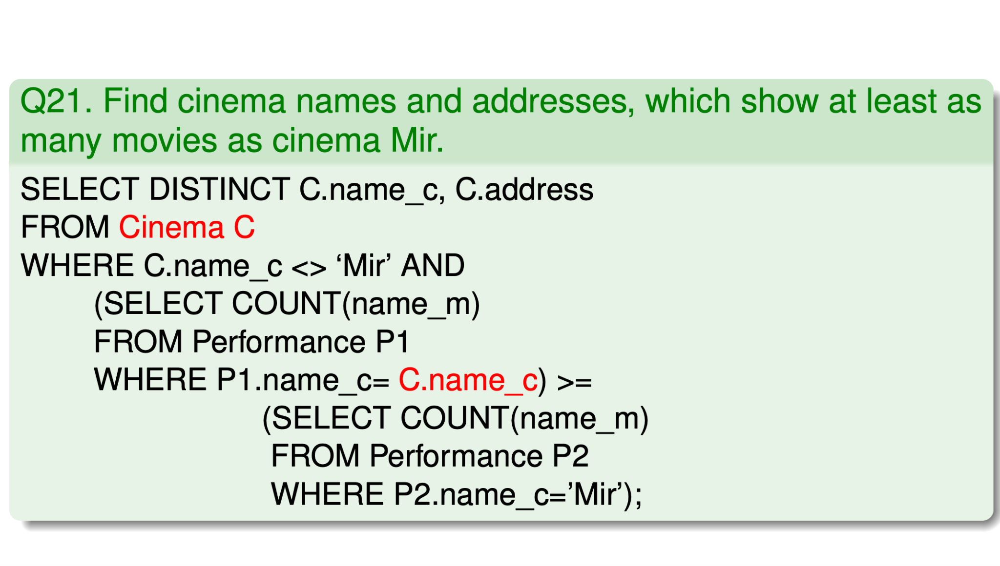 Q21. Find cinema names and addresses, which show at least as
many movies as cinema Mir.
SELECT DISTINCT C.name_c, C.address
FROM Cinema C
WHERE C.name_c <> ‘Mir’ AND
(SELECT COUNT(name_m)
FROM Performance P1
WHERE P1.name_c= C.name_c) >=
(SELECT COUNT(name_m)
FROM Performance P2
WHERE P2.name_c=’Mir’);